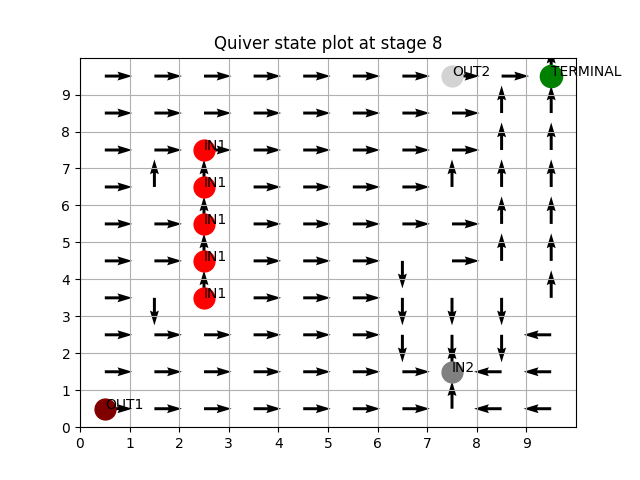 Quiver state plot at stage 8
OUT2
TERMINAL
9
8
IN1
7
IN1
6
IN1
5
IN1
4
IN1
3
2
IN2
1
OUT1
0
0 1 2 3 4 5 6 7 8 9